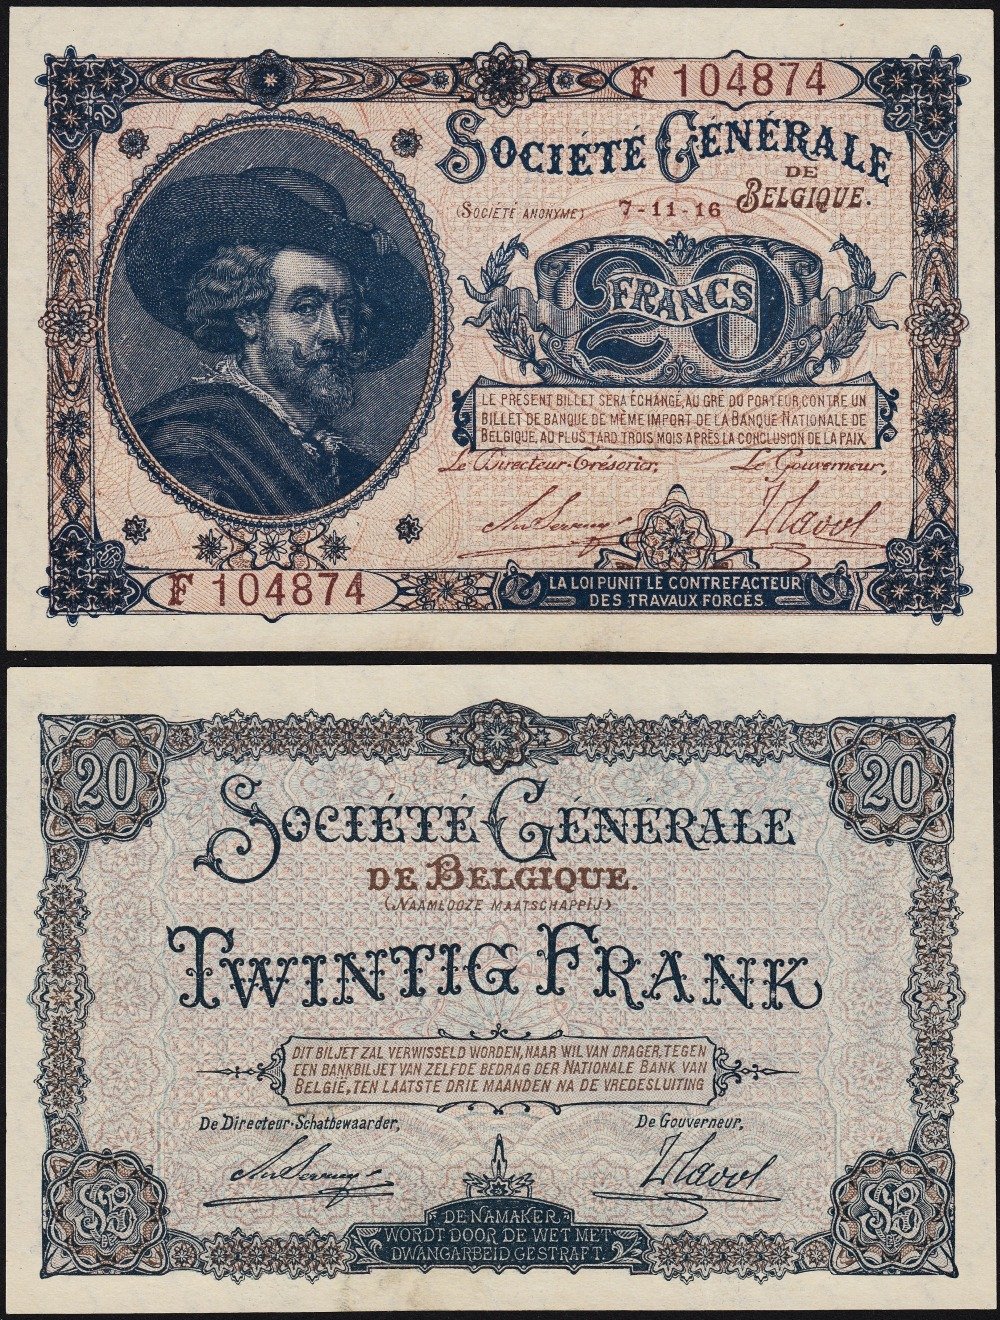 F 104874
20
20
SOCIÉTÉ GÉNÉRALE
DE
BELGIQUE.
(SOCIÉTÉ ANONYME)
7-11-16
20
FRANCS
LE PRÉSENT BILLET SERA ÉCHANGÉ, AU GRÉ DU PORTEUR, CONTRE UN
BILLET DE BANQUE DE MÊME IMPORT DE LA BANQUE NATIONALE DE
BELGIQUE, AU PLUS TARD TROIS MOIS APRÈS LA CONCLUSION DE LA PAIX.
Le Directeur-Trésorier,
Le Gouverneur,
F 104874
LA LOI PUNIT LE CONTREFACTEUR
DES TRAVAUX FORCÉS
20
20
SOCIÉTÉ GÉNÉRALE
DE BELGIQUE.
(NAAMLOOZE MAATSCHAPPIJ)
TWINTIG FRANK
DIT BILJET ZAL VERWISSELD WORDEN, NAAR WIL VAN DRAGER, TEGEN
EEN BANKBILJET VAN ZELFDE BEDRAG DER NATIONALE BANK VAN
BELGIË, TEN LAATSTE DRIE MAANDEN NA DE VREDESLUITING
De Directeur-Schatbewaarder,
De Gouverneur,
DE NAMAKER
WORDT DOOR DE WET MET
DWANGARBEID GESTRAFT.